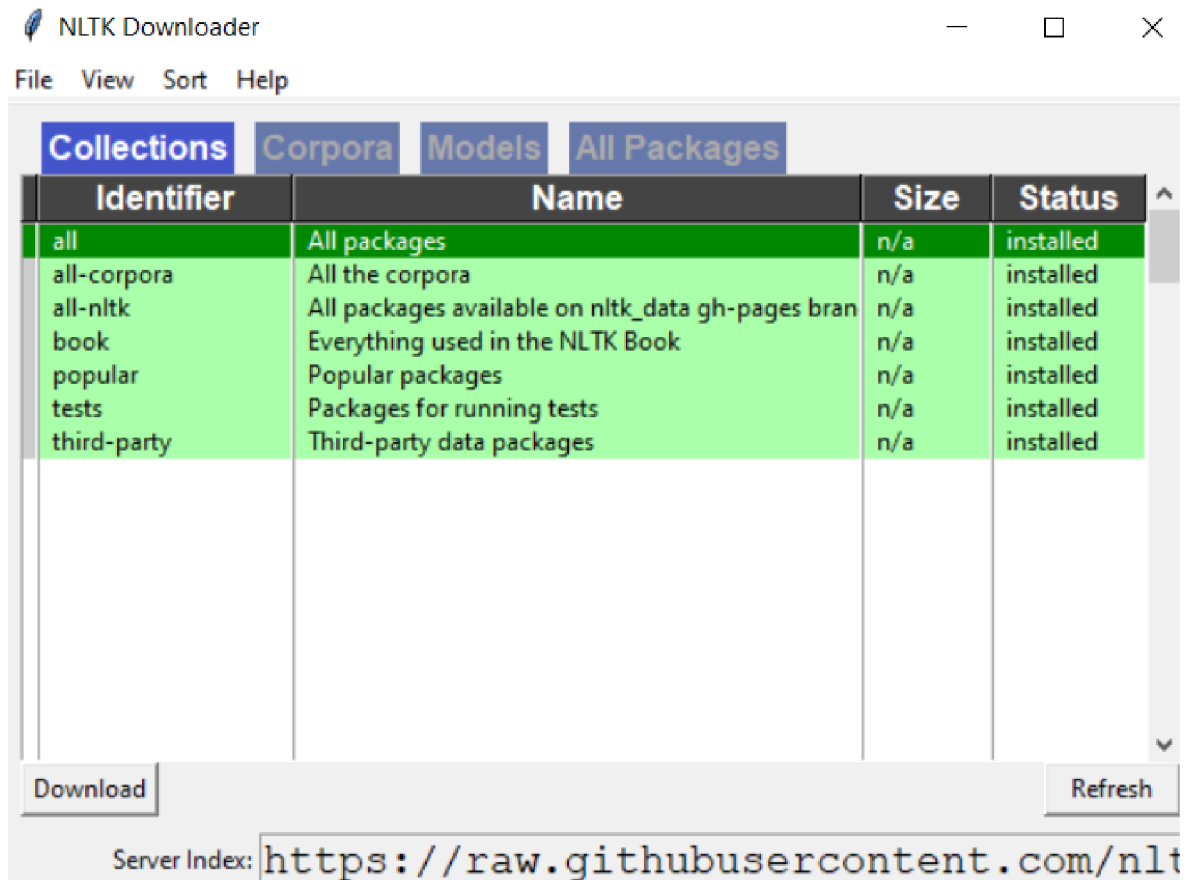 NLTK Downloader
File View Sort Help
Collections Corpora Models All Packages
Identifier Name Size Status
all All packages n/a installed
all-corpora All the corpora n/a installed
all-nltk All packages available on nltk_data gh-pages bran n/a installed
book Everything used in the NLTK Book n/a installed
popular Popular packages n/a installed
tests Packages for running tests n/a installed
third-party Third-party data packages n/a installed
Download Refresh
Server Index: https://raw.githubusercontent.com/nlt